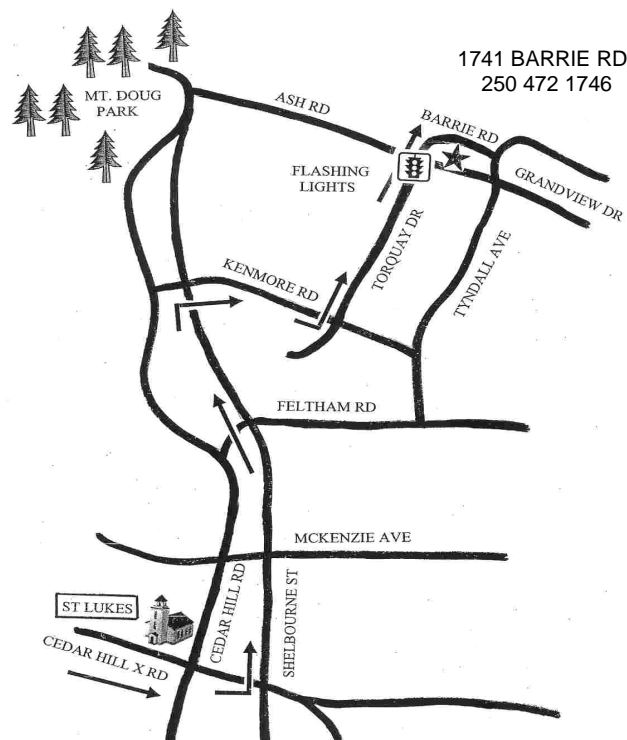 1741 BARRIE RD
250 472 1746
MT. DOUG
PARK
ASH RD
BARRIE RD
FLASHING
LIGHTS
GRANDVIEW DR
TORQUAY DR
TYNDALL AVE
KENMORE RD
FELTHAM RD
MCKENZIE AVE
ST LUKES
CEDAR HILL RD
SHELBOURNE ST
CEDAR HILL X RD